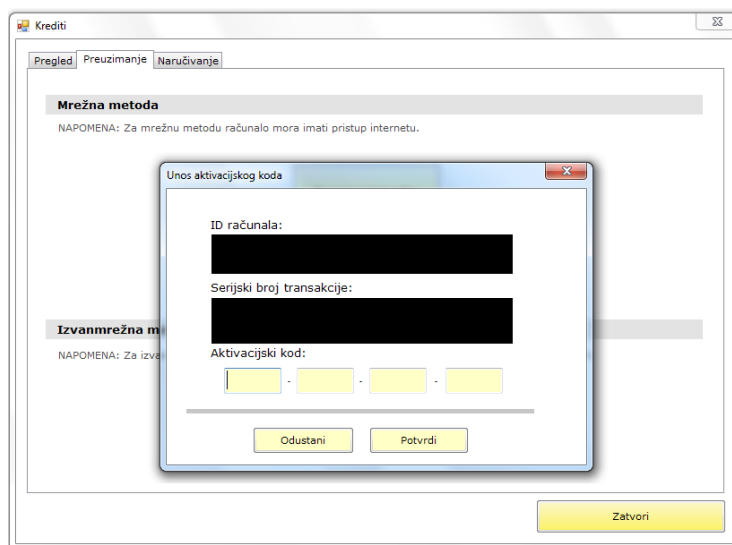 Krediti
Pregled Preuzimanje Naručivanje
Mrežna metoda
NAPOMENA: Za mrežnu metodu računalo mora imati pristup internetu.
Unos aktivacijskog koda
ID računala:
Serijski broj transakcije:
Izvanmrežna
NAPOMENA: Za
Aktivacijski kod:
- - -
Odustani Potvrdi
Zatvori